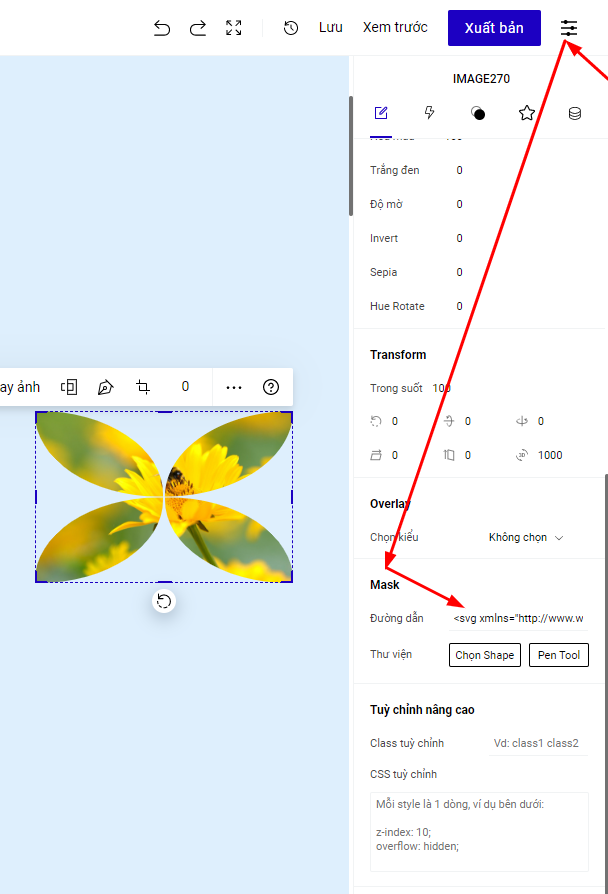 Lưu
Xem trước
Xuất bản
IMAGE270
Trắng đen 0
Độ mờ 0
Invert 0
Sepia 0
Hue Rotate 0
Transform
Trong suốt 100
ay ảnh 0
0 0 0
0 0 1000
Overlay
Chọn kiểu Không chọn
Mask
Đường dẫn <svg xmlns="http://www.w
Thư viện Chọn Shape Pen Tool
Tuỳ chỉnh nâng cao
Class tuỳ chỉnh Vd: class1 class2
CSS tuỳ chỉnh
Mỗi style là 1 dòng, ví dụ bên dưới:
z-index: 10;
overflow: hidden;